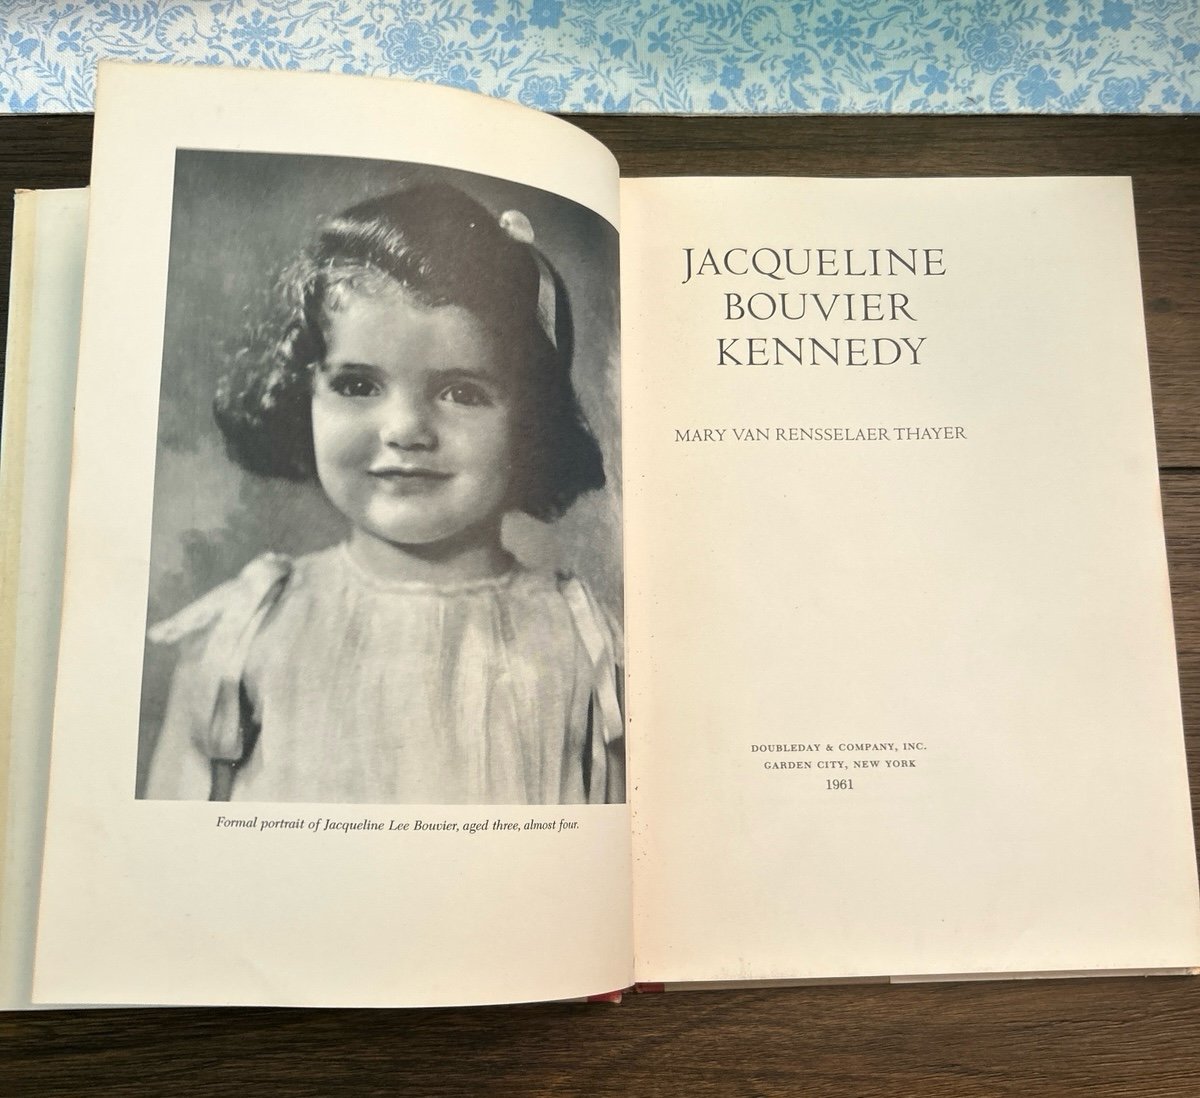 Formal portrait of Jacqueline Lee Bouvier, aged three, almost four.
JACQUELINE
BOUVIER
KENNEDY
MARY VAN RENSSELAER THAYER
DOUBLEDAY & COMPANY, INC.
GARDEN CITY, NEW YORK
1961